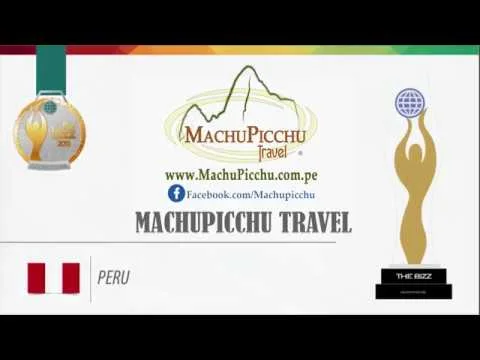 MACHUPICCHU
Travel
®
www.MachuPicchu.com.pe
Facebook.com/Machupicchu
MACHUPICCHU TRAVEL
PERU
THE BIZZ